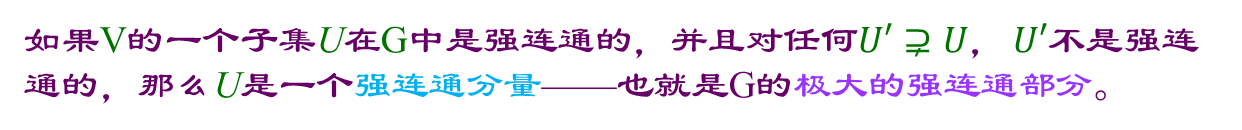 如果V的一个子集U在G中是强连通的，并且对任何U′ ⊋ U，U′不是强连
通的，那么U是一个强连通分量——也就是G的极大的强连通部分。